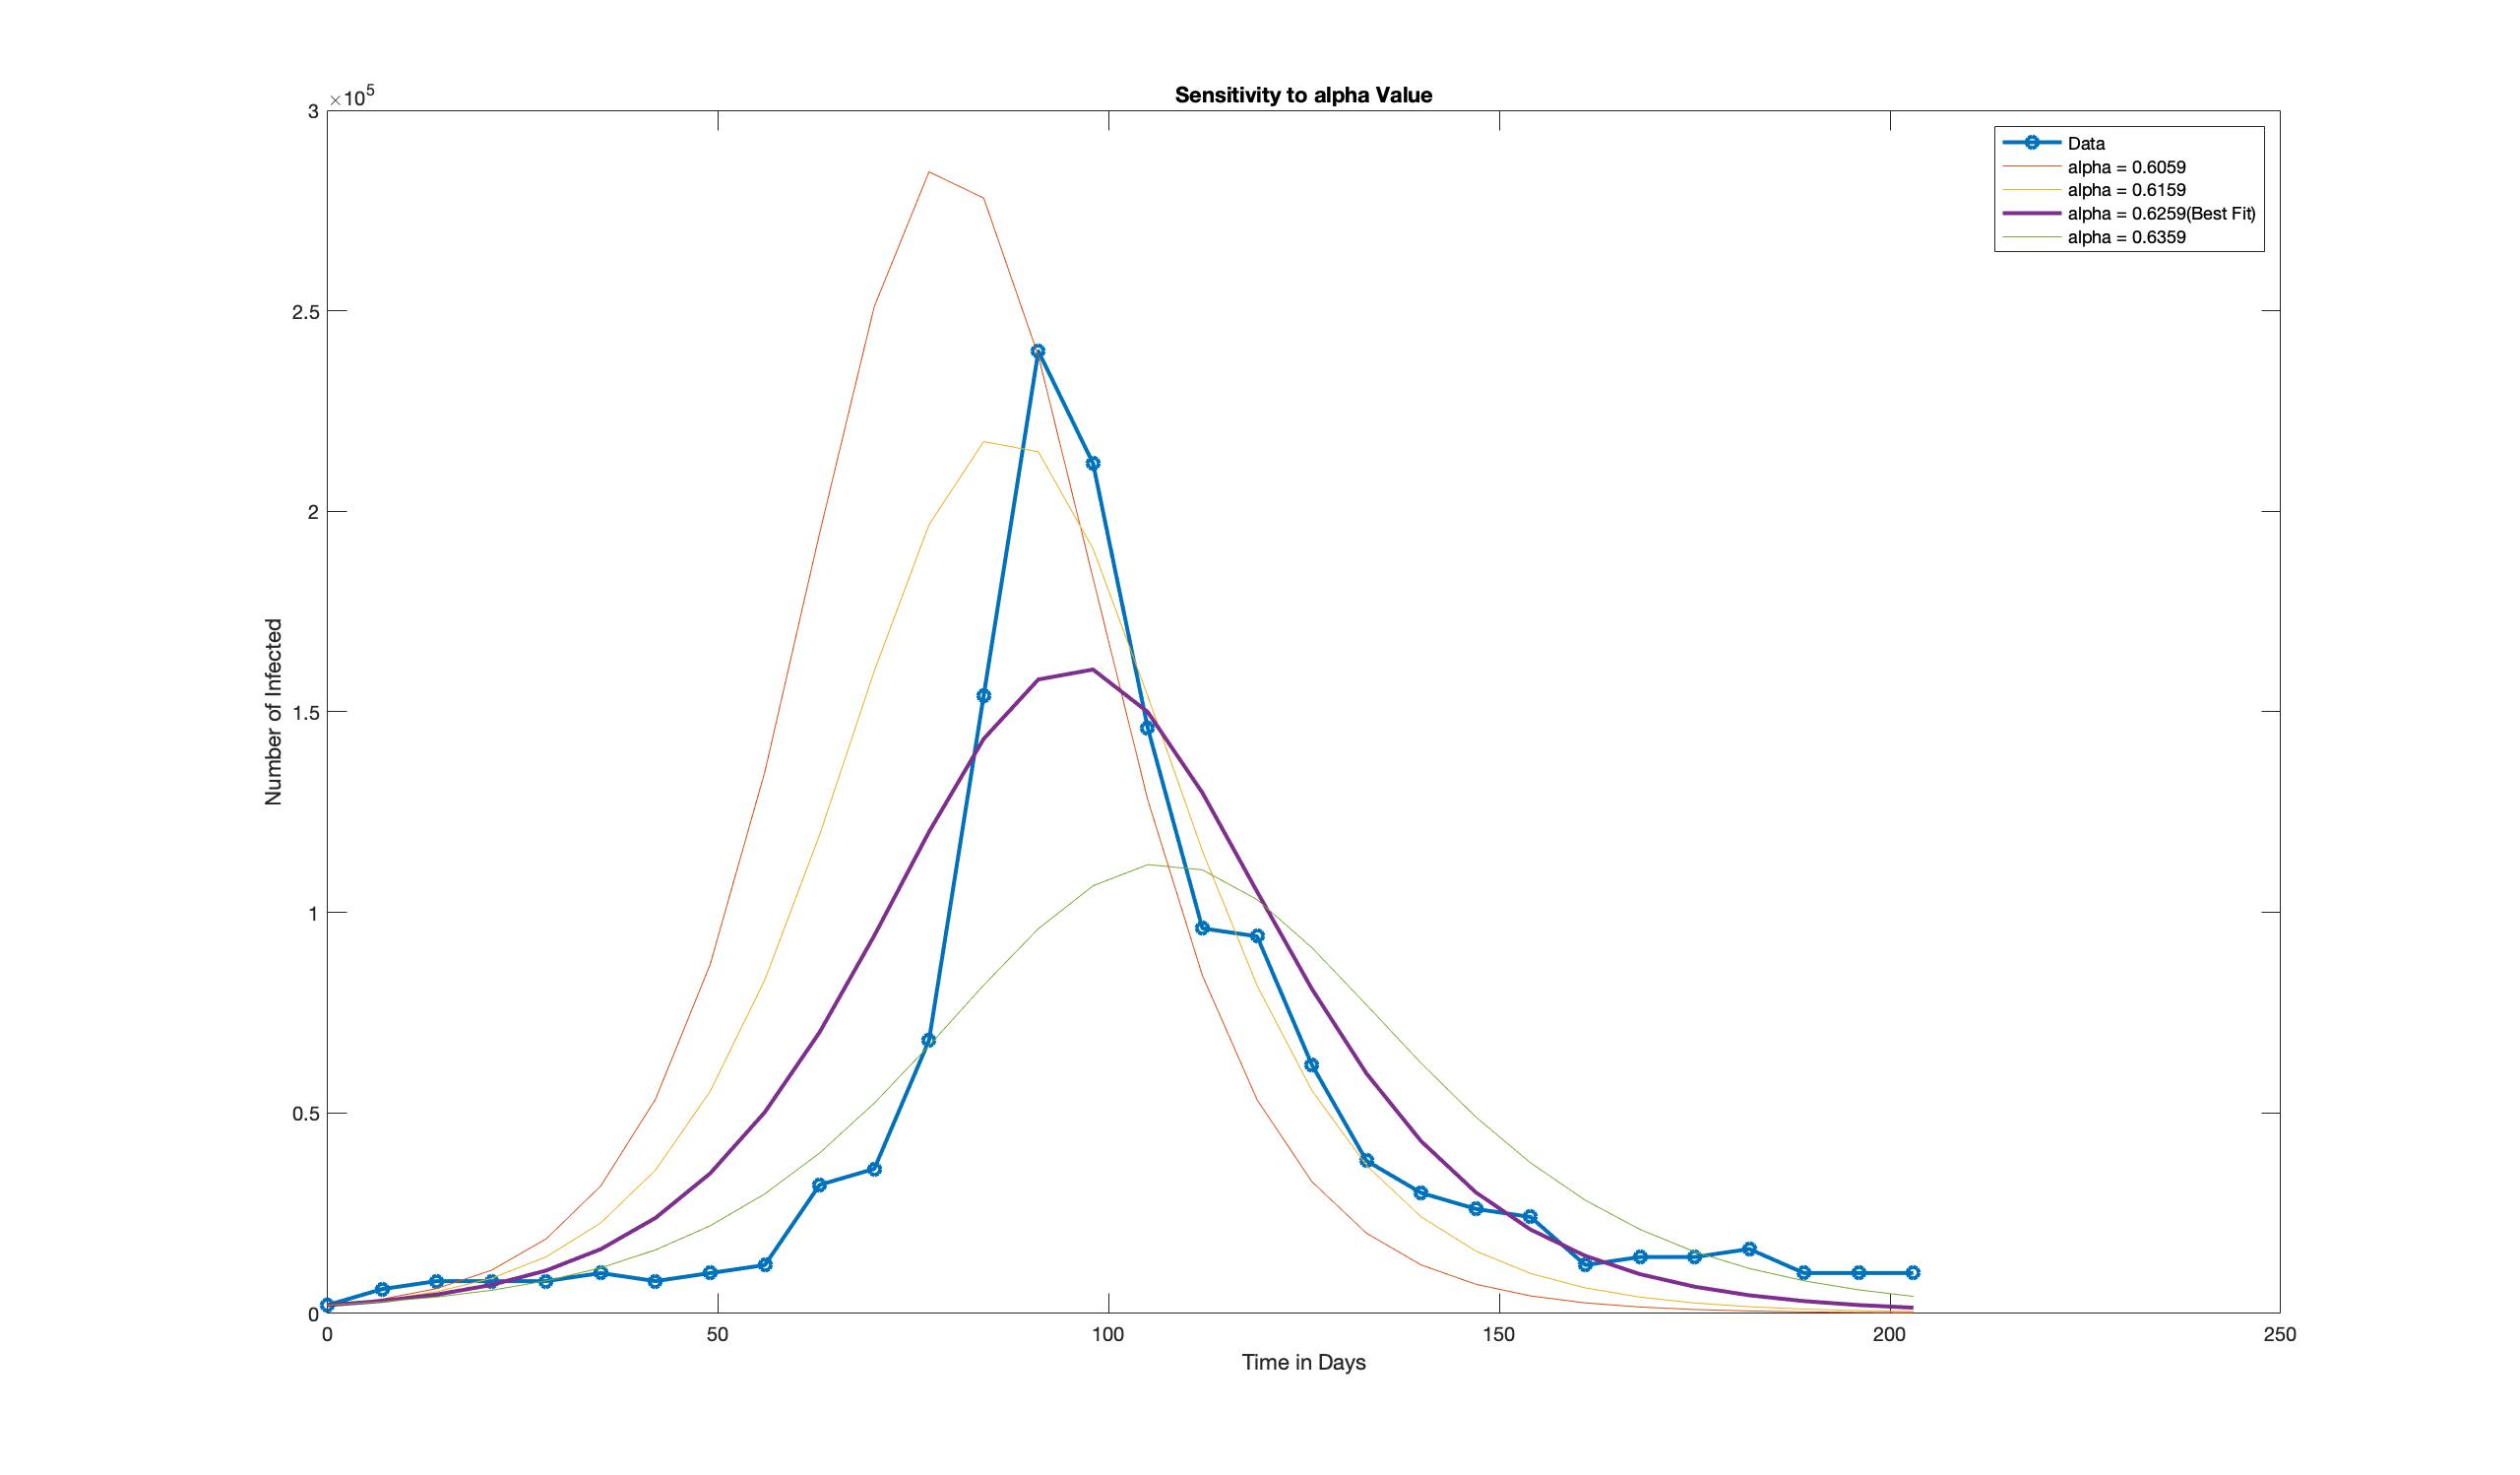 Sensitivity to alpha Value
×10^5
3
2.5
2
1.5
1
0.5
0
Number of Infected
0 50 100 150 200 250
Time in Days
Data
alpha = 0.6059
alpha = 0.6159
alpha = 0.6259(Best Fit)
alpha = 0.6359